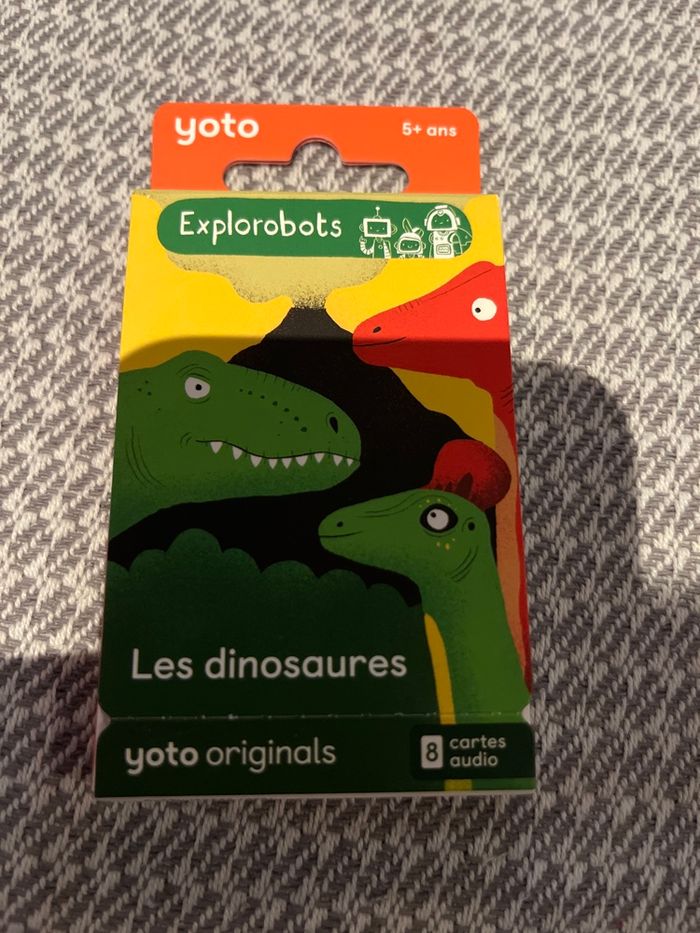 yoto
5+ ans
Explorobots
Les dinosaures
yoto originals
8 cartes
audio